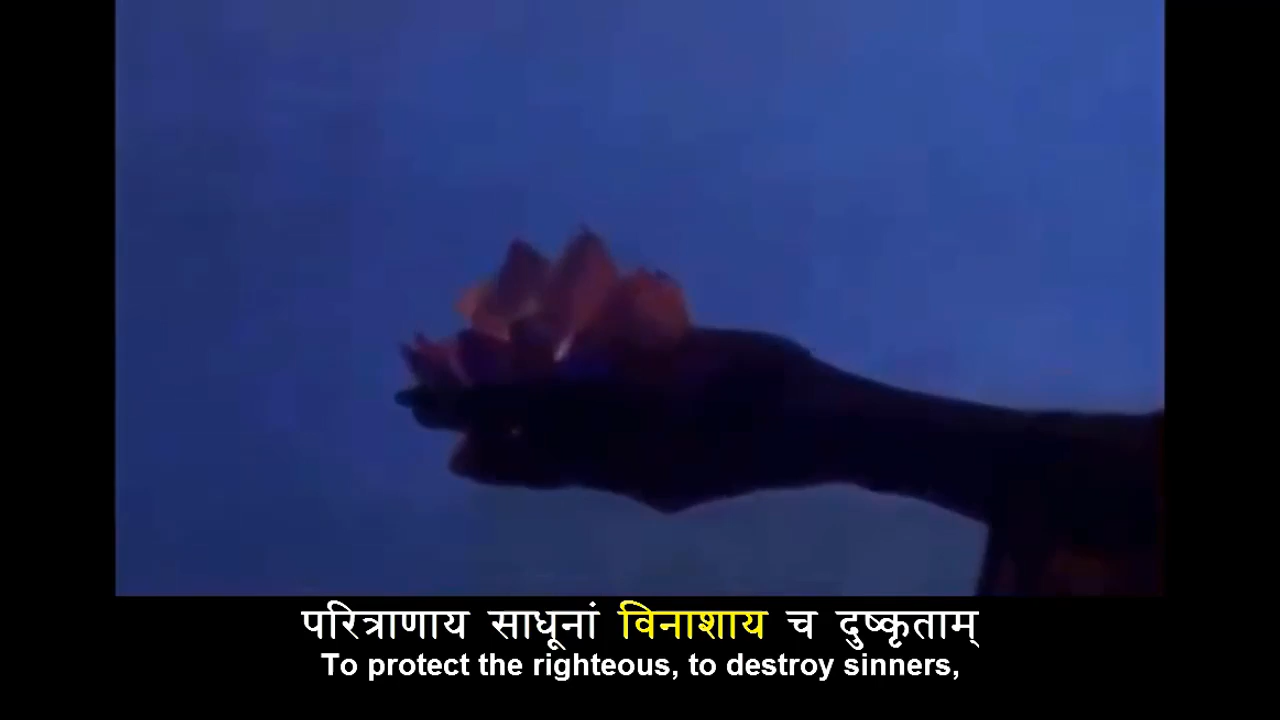 परित्राणाय साधूनां विनाशाय च दुष्कृताम्
To protect the righteous, to destroy sinners,